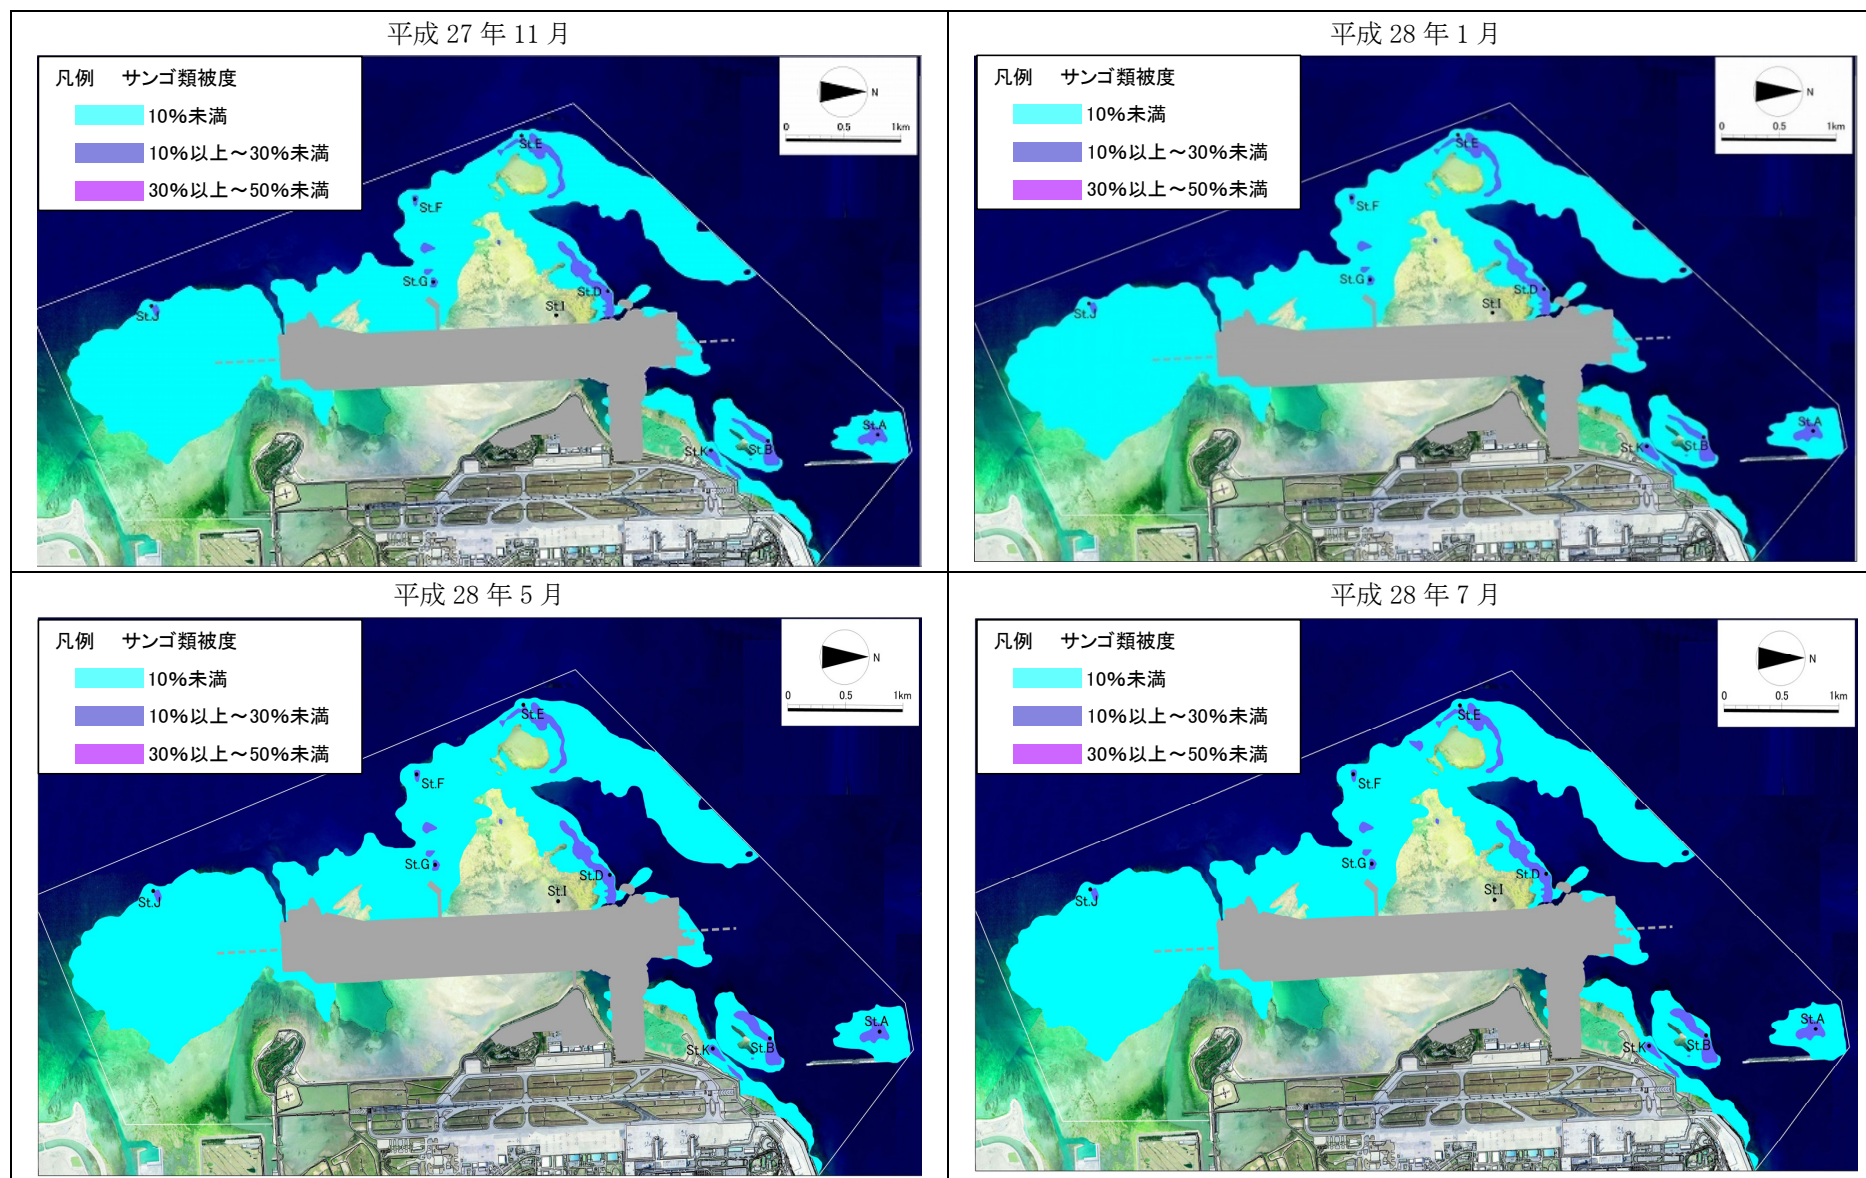 平成 27 年 11 月
凡例 サンゴ類被度
10%未満
10%以上～30%未満
30%以上～50%未満
N
0 0.5 1km
St.E
St.F
St.G
St.D
St.I
St.J
St.A
St.B
St.K
平成 28 年 1 月
凡例 サンゴ類被度
10%未満
10%以上～30%未満
30%以上～50%未満
N
0 0.5 1km
St.E
St.F
St.G
St.D
St.I
St.J
St.A
St.B
St.K
平成 28 年 5 月
凡例 サンゴ類被度
10%未満
10%以上～30%未満
30%以上～50%未満
N
0 0.5 1km
St.E
St.F
St.G
St.D
St.I
St.J
St.A
St.B
St.K
平成 28 年 7 月
凡例 サンゴ類被度
10%未満
10%以上～30%未満
30%以上～50%未満
N
0 0.5 1km
St.E
St.F
St.G
St.D
St.I
St.J
St.A
St.B
St.K